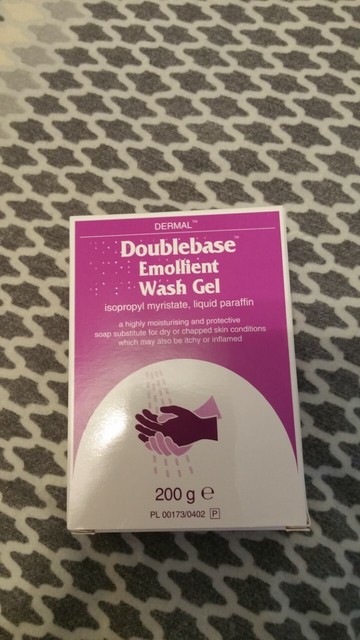 DERMAL™
Doublebase™
Emollient
Wash Gel
isopropyl myristate, liquid paraffin
a highly moisturising and protective
soap substitute for dry or chapped skin conditions
which may also be itchy or inflamed
200 g ℮
PL 00173/0402 P